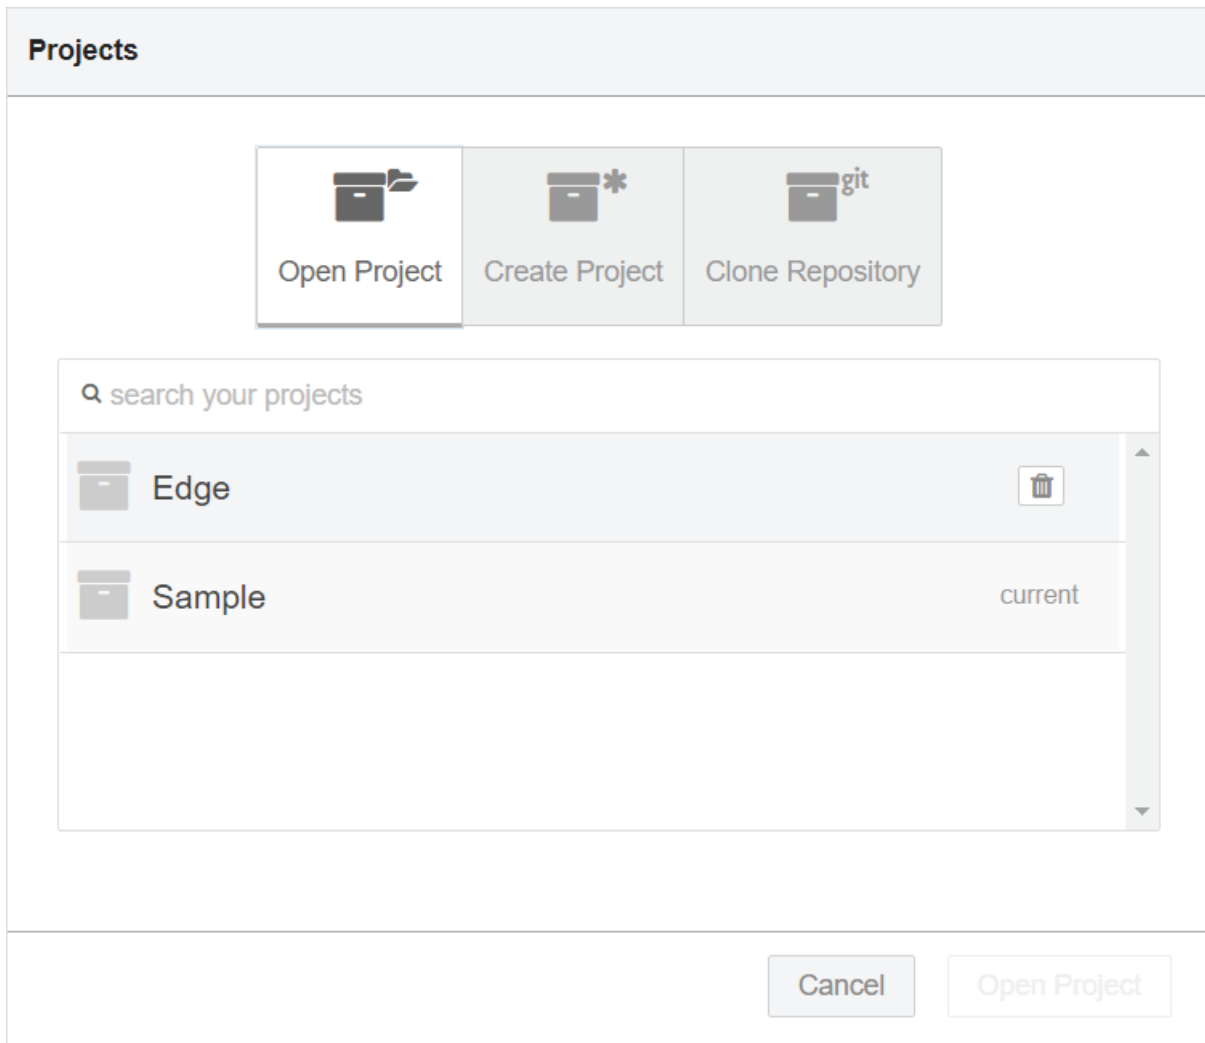 Projects
git
Open Project
Create Project
Clone Repository
search your projects
Edge
Sample
current
Cancel
Open Project